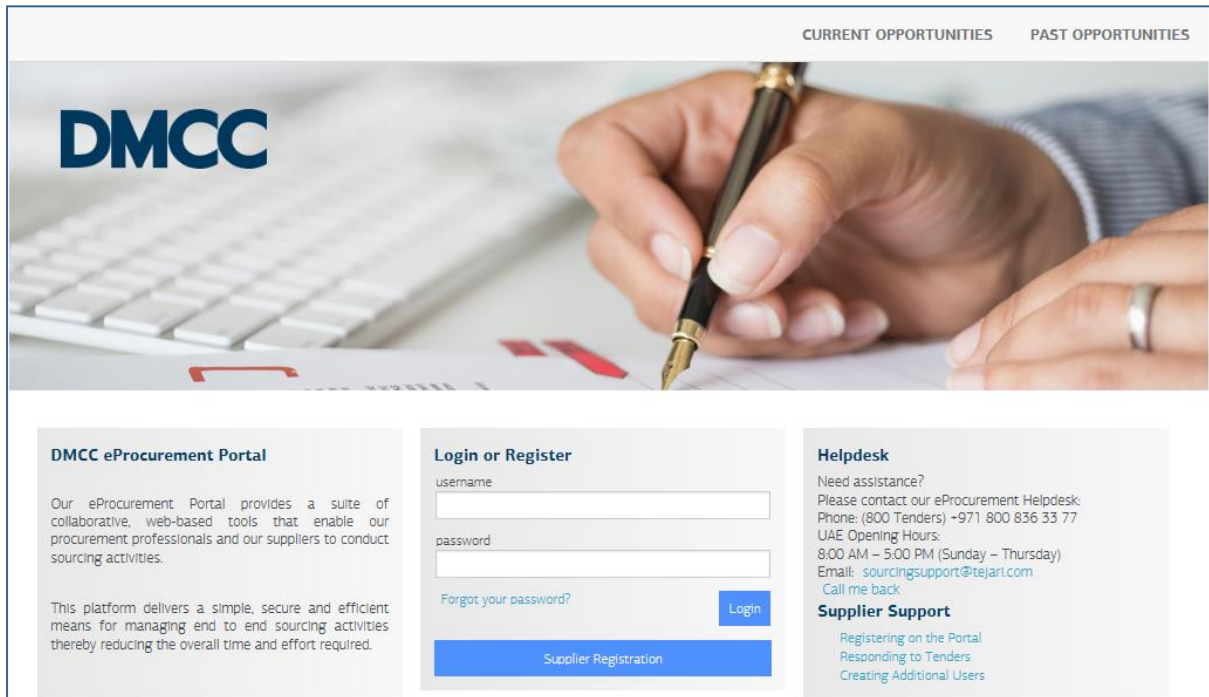 CURRENT OPPORTUNITIES PAST OPPORTUNITIES
DMCC
DMCC eProcurement Portal
Our eProcurement Portal provides a suite of
collaborative, web-based tools that enable our
procurement professionals and our suppliers to conduct
sourcing activities.
This platform delivers a simple, secure and efficient
means for managing end to end sourcing activities
thereby reducing the overall time and effort required.
Login or Register
username
password
Forgot your password?
Login
Supplier Registration
Helpdesk
Need assistance?
Please contact our eProcurement Helpdesk:
Phone: (800 Tenders) +971 800 836 33 77
UAE Opening Hours:
8:00 AM – 5:00 PM (Sunday – Thursday)
Email: sourcingsupport@tejari.com
Call me back
Supplier Support
Registering on the Portal
Responding to Tenders
Creating Additional Users